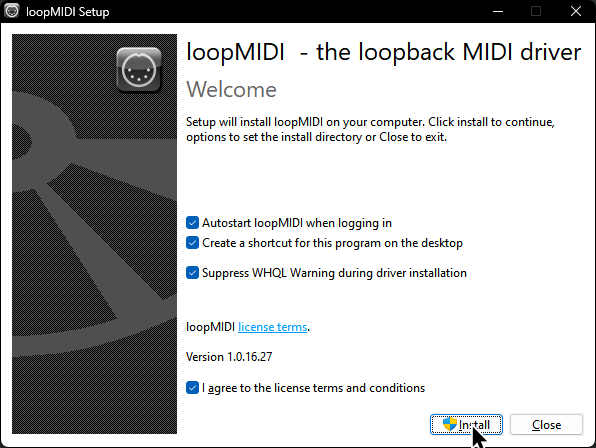 loopMIDI Setup
loopMIDI - the loopback MIDI driver
Welcome
Setup will install loopMIDI on your computer. Click install to continue,
options to set the install directory or Close to exit.
Autostart loopMIDI when logging in
Create a shortcut for this program on the desktop
Suppress WHQL Warning during driver installation
loopMIDI license terms.
Version 1.0.16.27
I agree to the license terms and conditions
Install Close